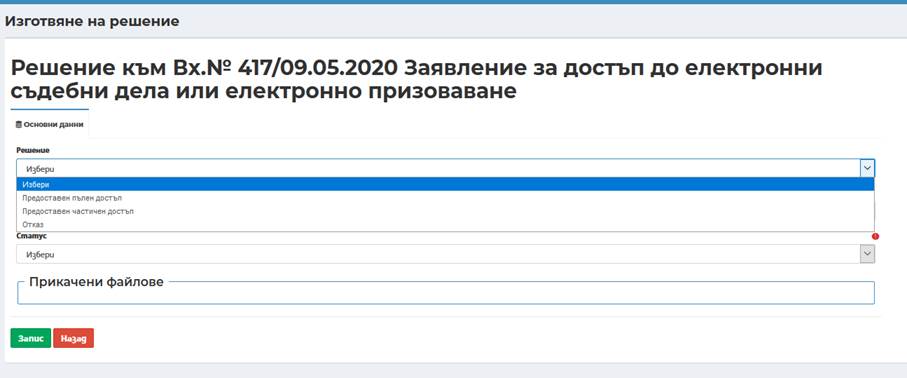 Изготвяне на решение
Решение към Вх.№ 417/09.05.2020 Заявление за достъп до електронни
съдебни дела или електронно призоваване
Основни данни
Решение
Избери
Избери
Предоставен пълен достъп
Предоставен частичен достъп
Отказ
Статус
Избери
Прикачени файлове
Запис Назад